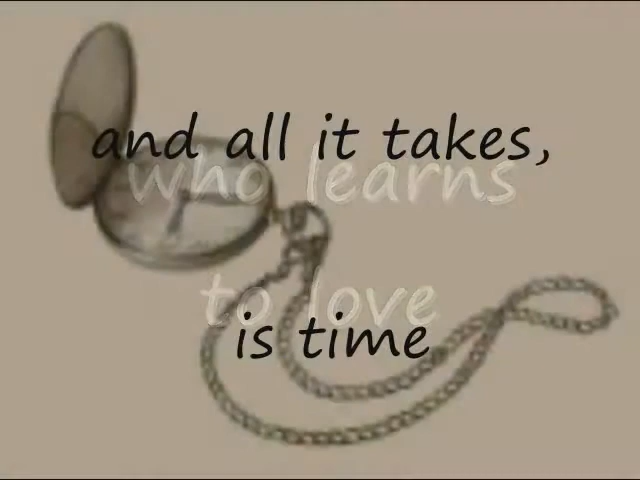 and all it takes,
who learns
to love
is time